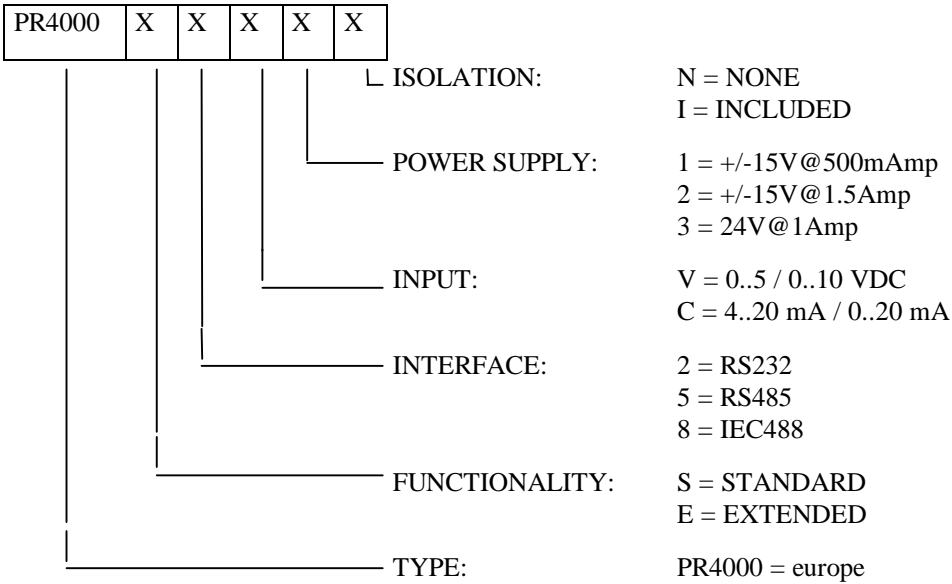 PR4000 X X X X X
ISOLATION: N = NONE
I = INCLUDED
POWER SUPPLY: 1 = +/-15V@500mAmp
2 = +/-15V@1.5Amp
3 = 24V@1Amp
INPUT: V = 0..5 / 0..10 VDC
C = 4..20 mA / 0..20 mA
INTERFACE: 2 = RS232
5 = RS485
8 = IEC488
FUNCTIONALITY: S = STANDARD
E = EXTENDED
TYPE: PR4000 = europe